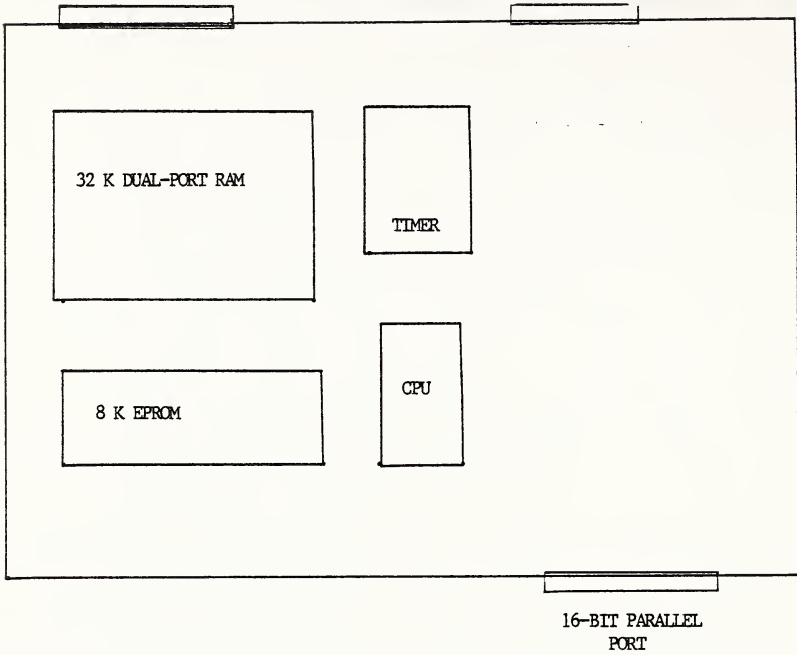 32 K DUAL-PORT RAM
TIMER
8 K EPROM
CPU
16-BIT PARALLEL
PORT